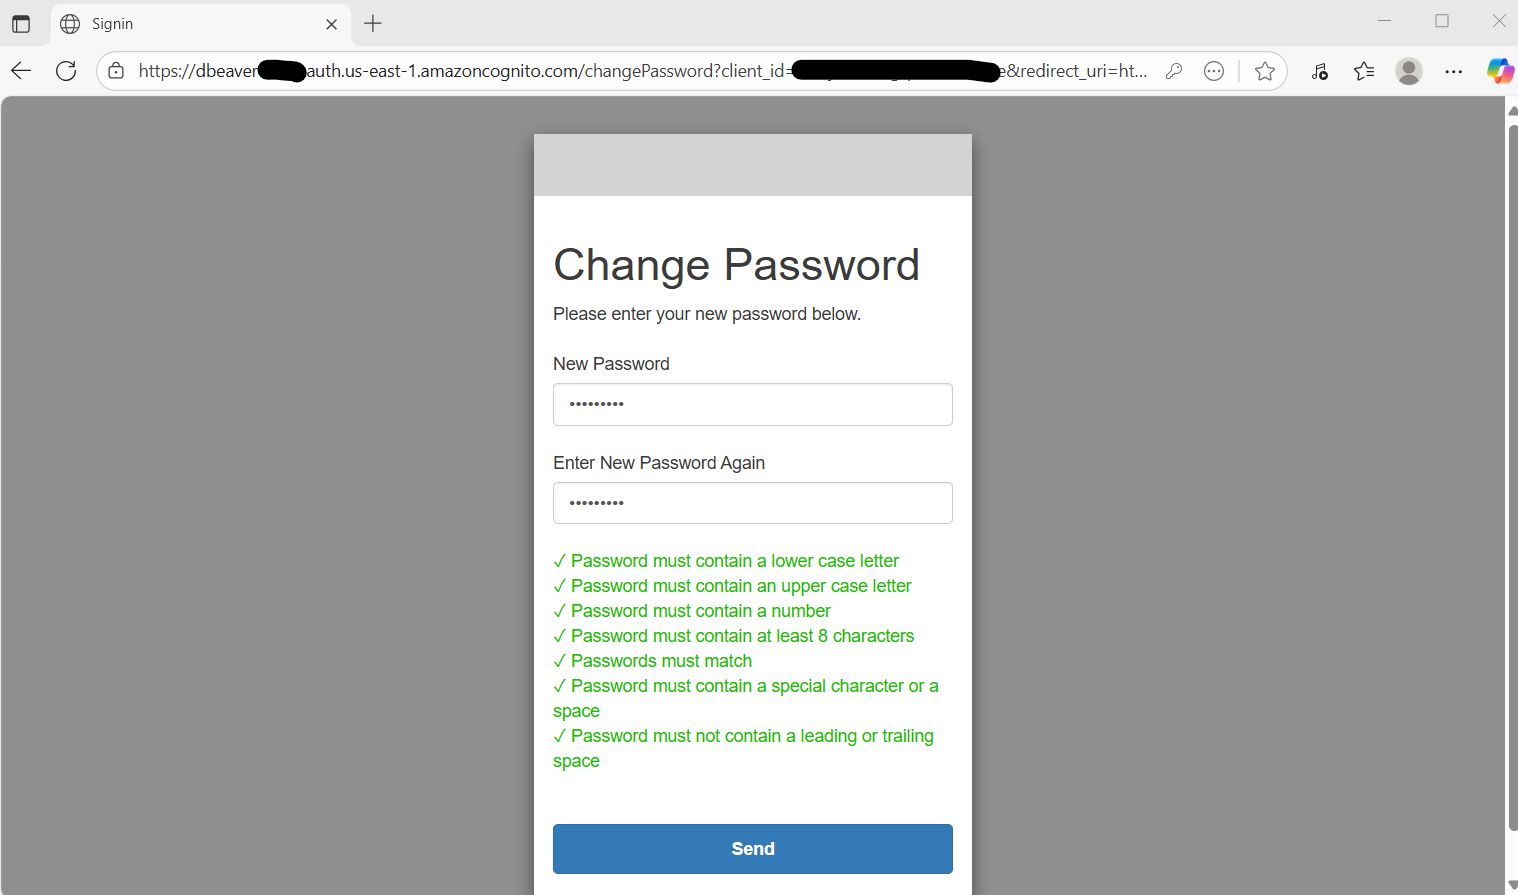 Signin
https://dbeaver auth.us-east-1.amazoncognito.com/changePassword?client_id= e&redirect_uri=ht...
Change Password
Please enter your new password below.
New Password
•••••••••
Enter New Password Again
•••••••••
✓ Password must contain a lower case letter
✓ Password must contain an upper case letter
✓ Password must contain a number
✓ Password must contain at least 8 characters
✓ Passwords must match
✓ Password must contain a special character or a
space
✓ Password must not contain a leading or trailing
space
Send